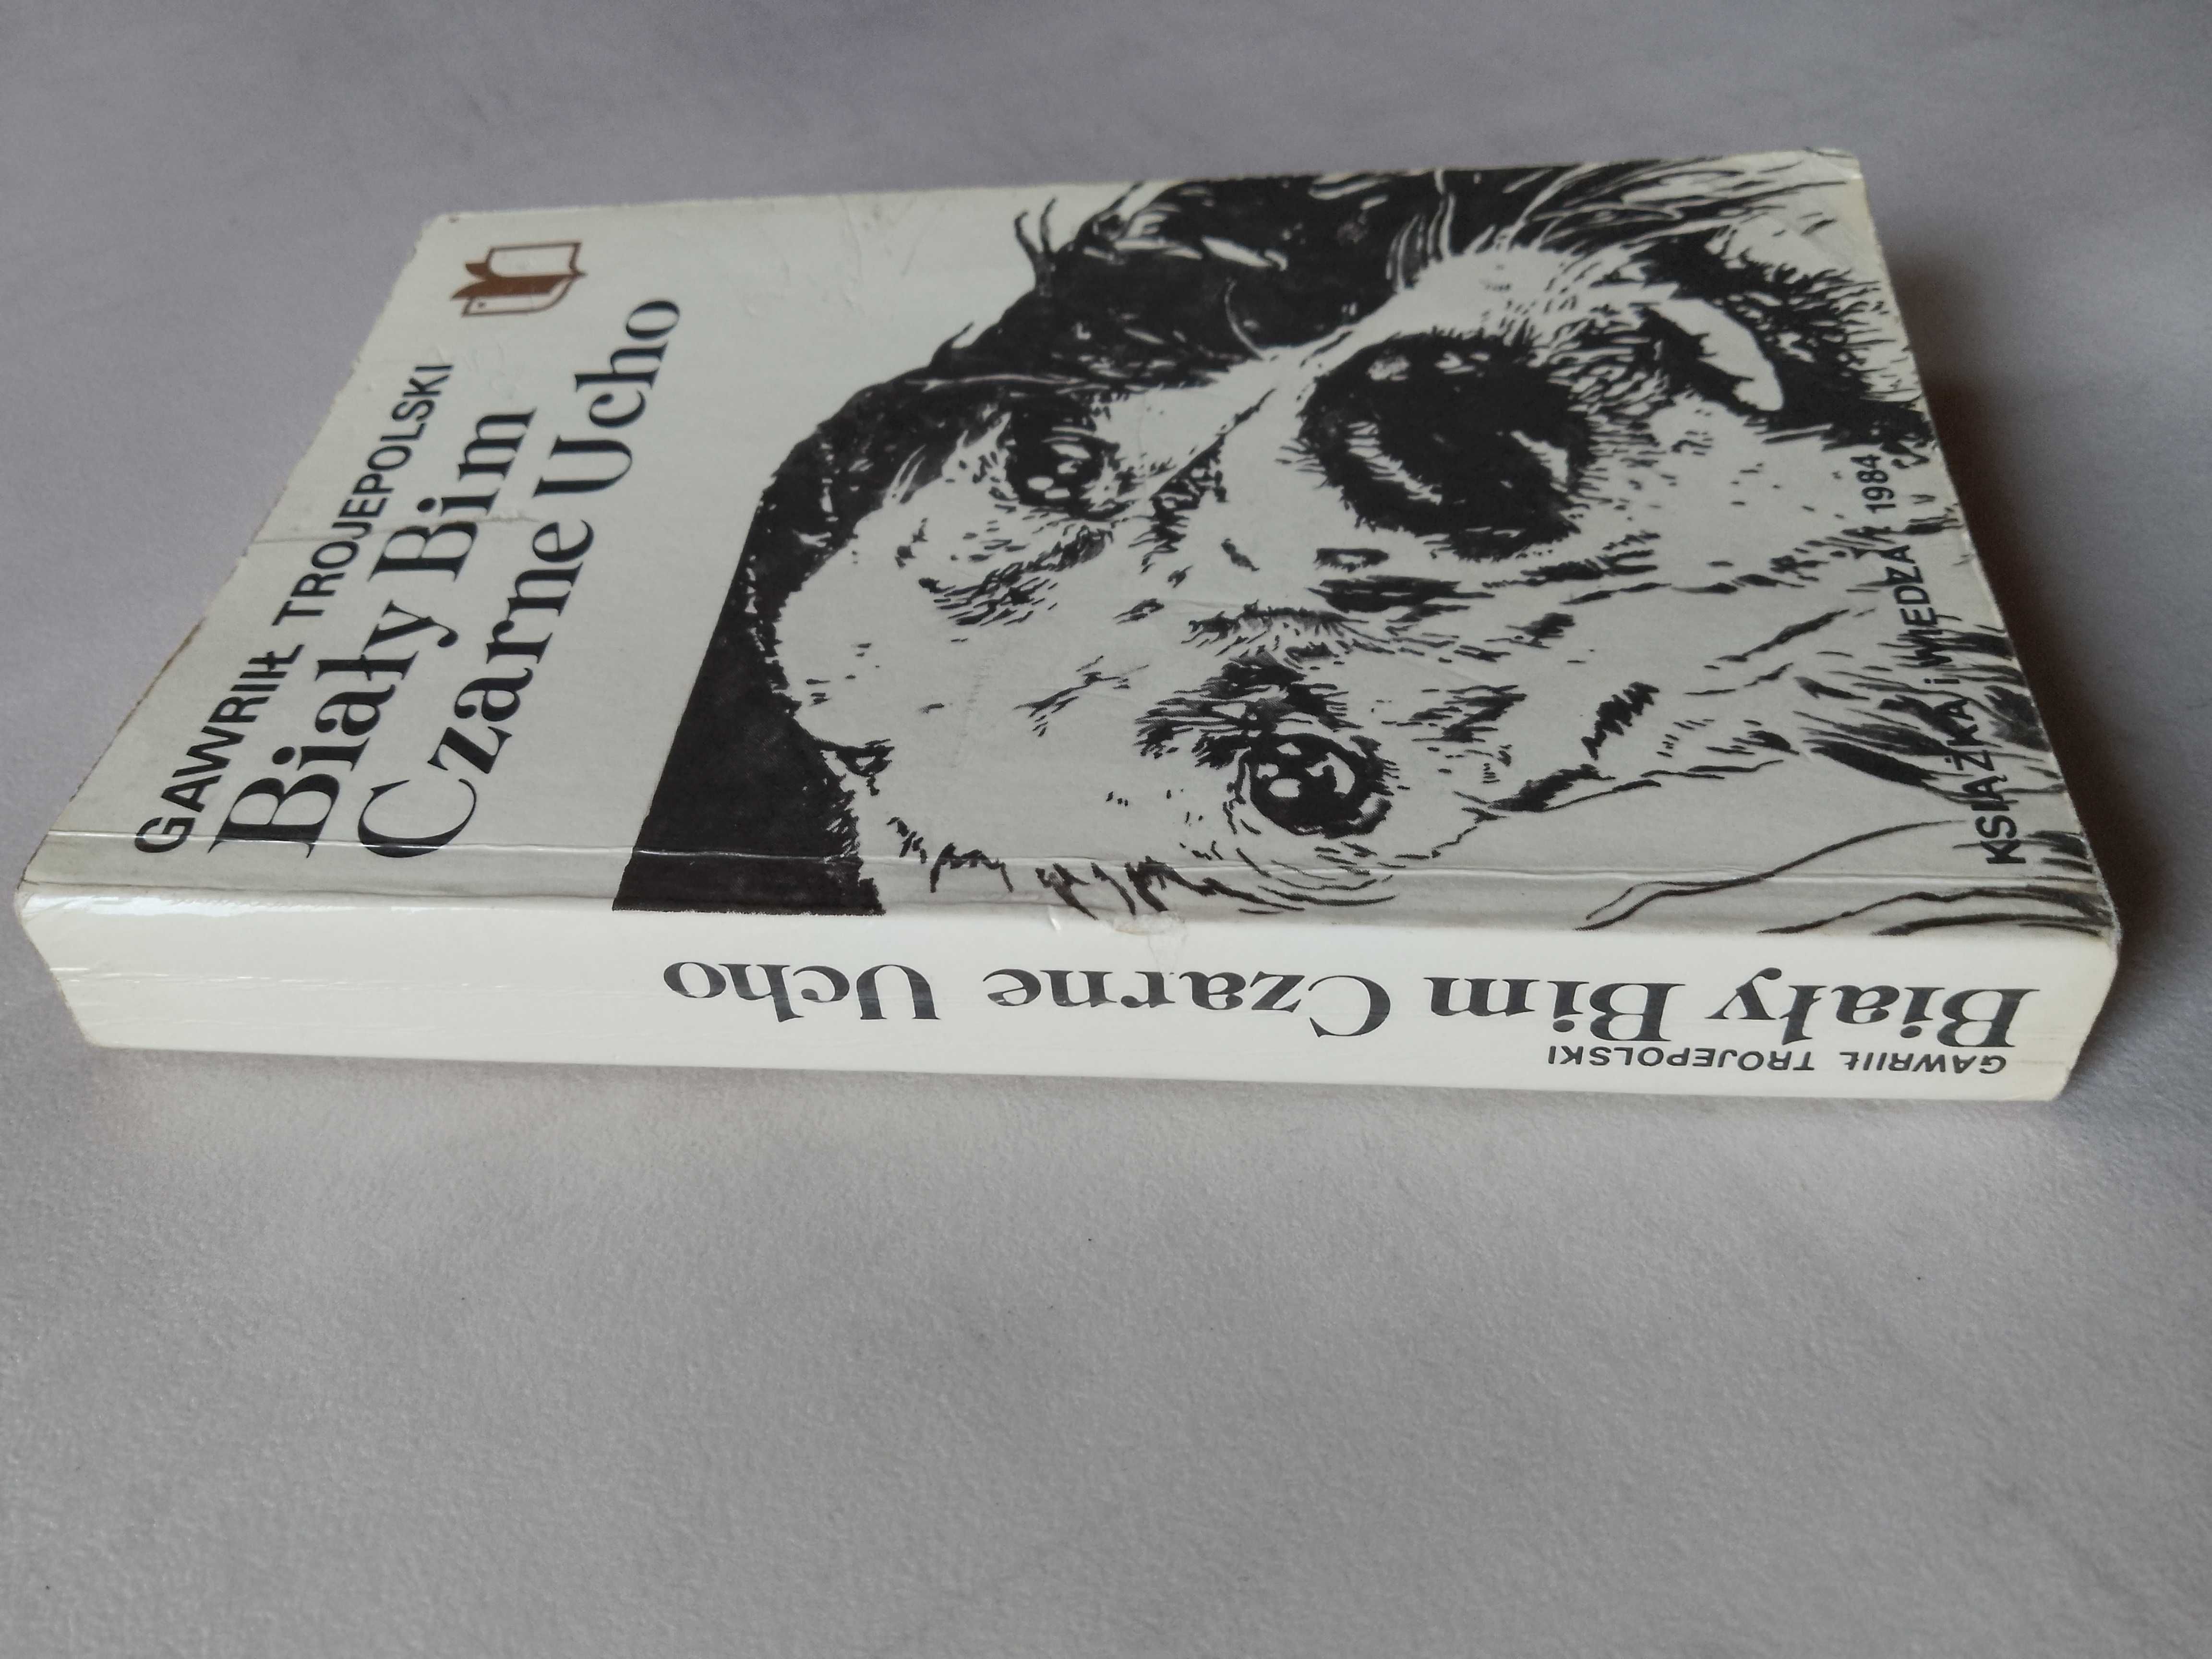 GAWRIIŁ TROJEPOLSKI
Biały Bim
Czarne Ucho
KSIĄŻKA i WIEDZA 1984
GAWRIIŁ TROJEPOLSKI
Biały Bim Czarne Ucho